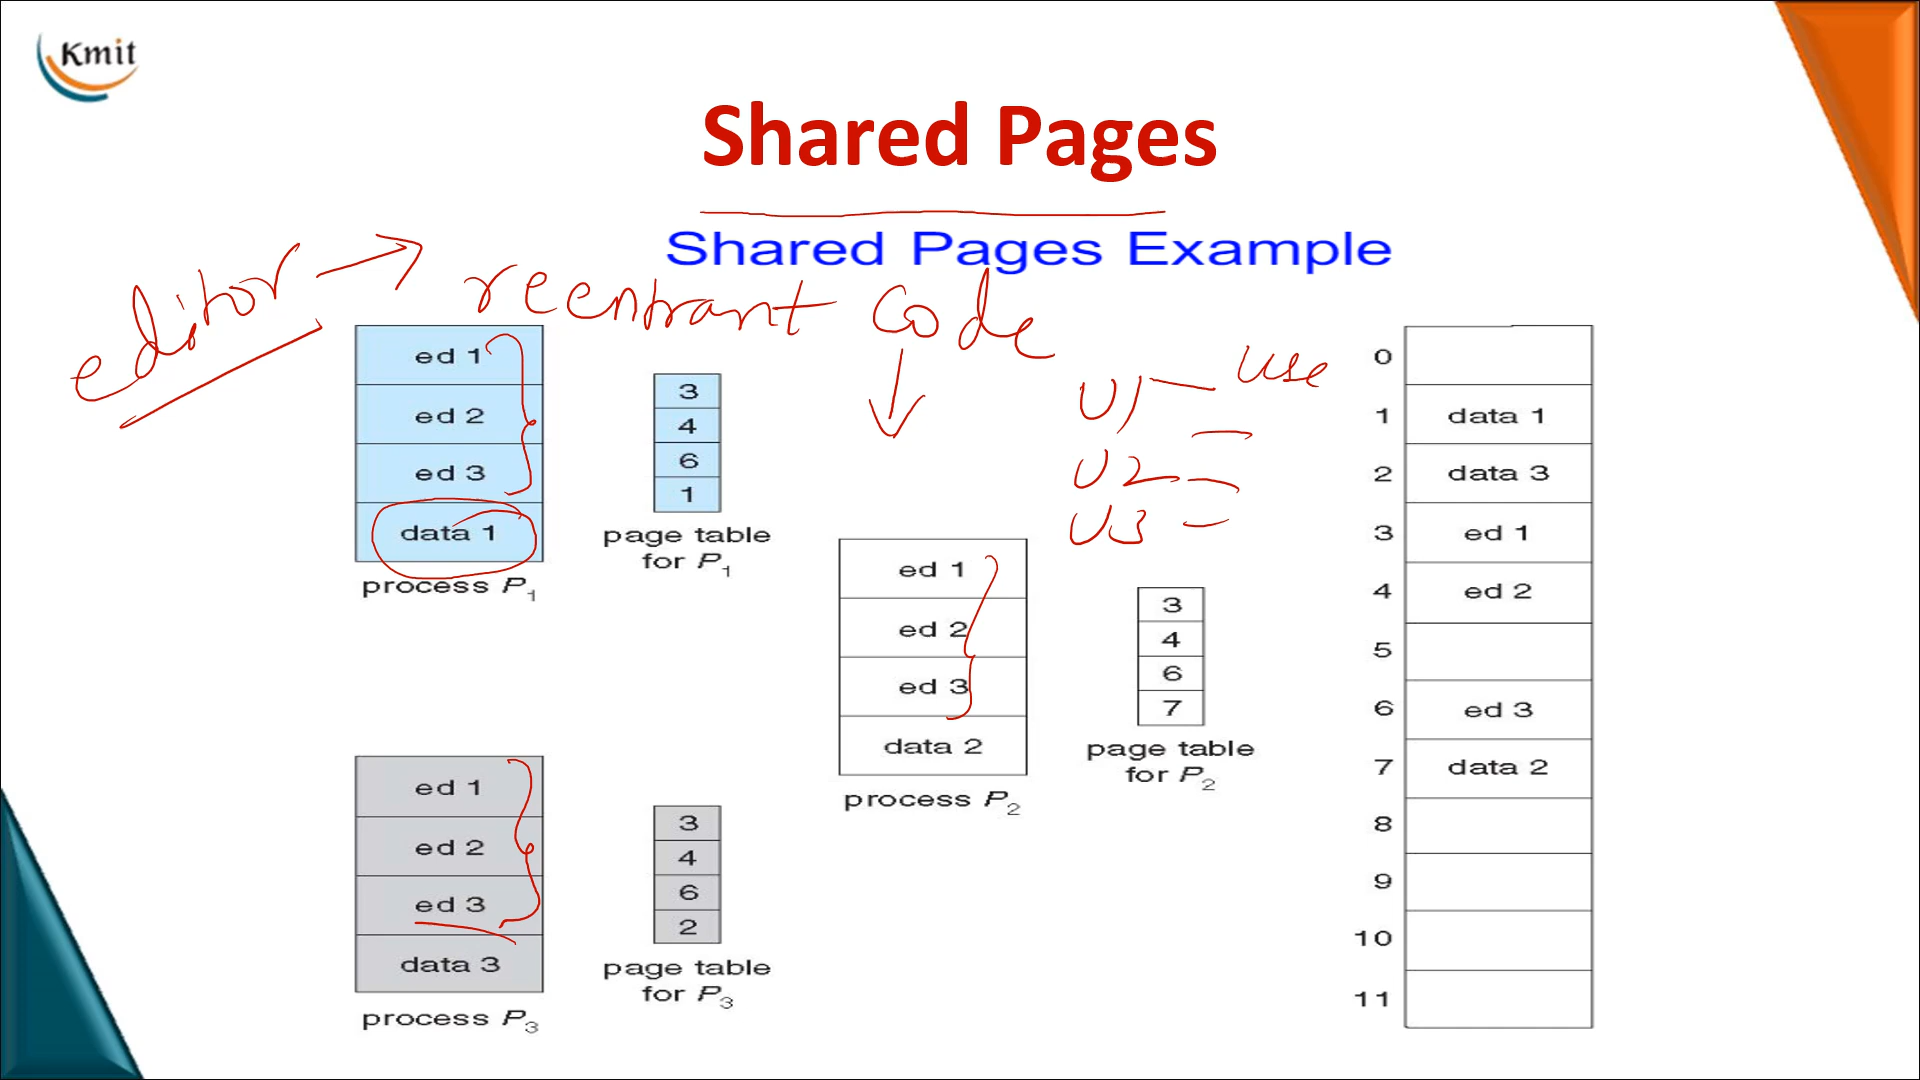 Kmit
Shared Pages
Shared Pages Example
editor → reentrant code
U1 — use
U2
U3
ed 1
ed 2
ed 3
data 1
process P1
3
4
6
1
page table
for P1
ed 1
ed 2
ed 3
data 2
process P2
3
4
6
7
page table
for P2
ed 1
ed 2
ed 3
data 3
process P3
3
4
6
2
page table
for P3
0
1 data 1
2 data 3
3 ed 1
4 ed 2
5
6 ed 3
7 data 2
8
9
10
11